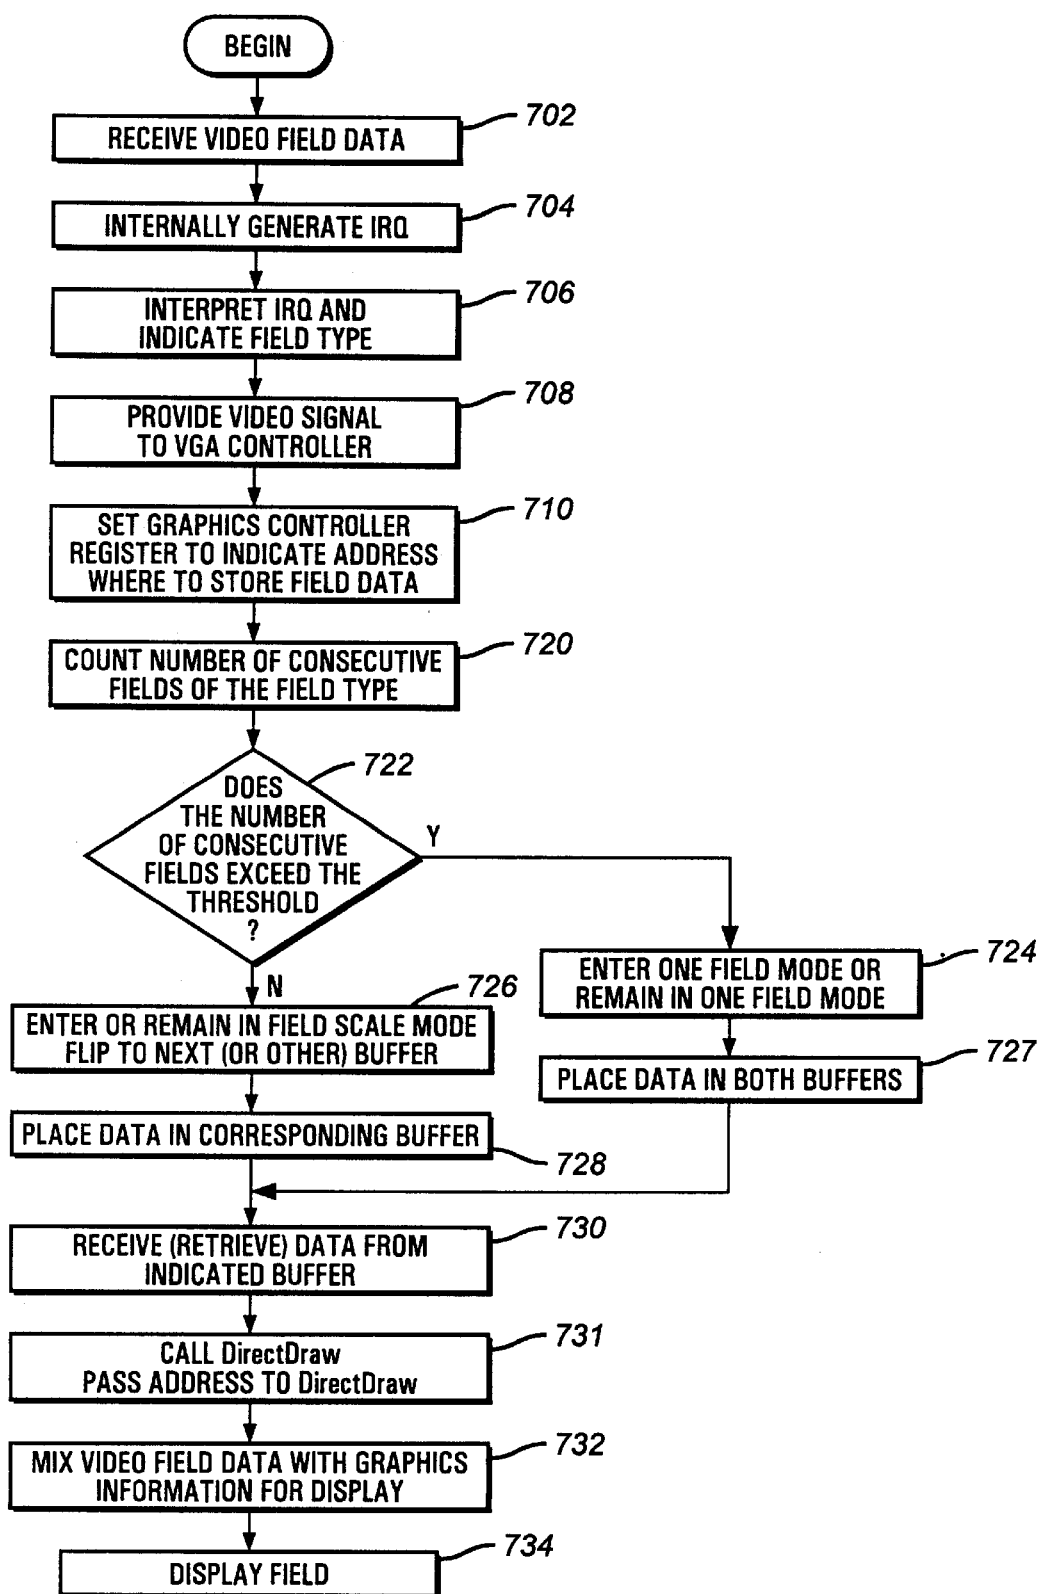 BEGIN
702
RECEIVE VIDEO FIELD DATA
704
INTERNALLY GENERATE IRQ
706
INTERPRET IRQ AND
INDICATE FIELD TYPE
708
PROVIDE VIDEO SIGNAL
TO VGA CONTROLLER
710
SET GRAPHICS CONTROLLER
REGISTER TO INDICATE ADDRESS
WHERE TO STORE FIELD DATA
720
COUNT NUMBER OF CONSECUTIVE
FIELDS OF THE FIELD TYPE
722
DOES
THE NUMBER
OF CONSECUTIVE
FIELDS EXCEED THE
THRESHOLD
?
Y
N
724
ENTER ONE FIELD MODE OR
REMAIN IN ONE FIELD MODE
726
ENTER OR REMAIN IN FIELD SCALE MODE
FLIP TO NEXT (OR OTHER) BUFFER
727
PLACE DATA IN BOTH BUFFERS
PLACE DATA IN CORRESPONDING BUFFER
728
730
RECEIVE (RETRIEVE) DATA FROM
INDICATED BUFFER
731
CALL DirectDraw
PASS ADDRESS TO DirectDraw
732
MIX VIDEO FIELD DATA WITH GRAPHICS
INFORMATION FOR DISPLAY
734
DISPLAY FIELD